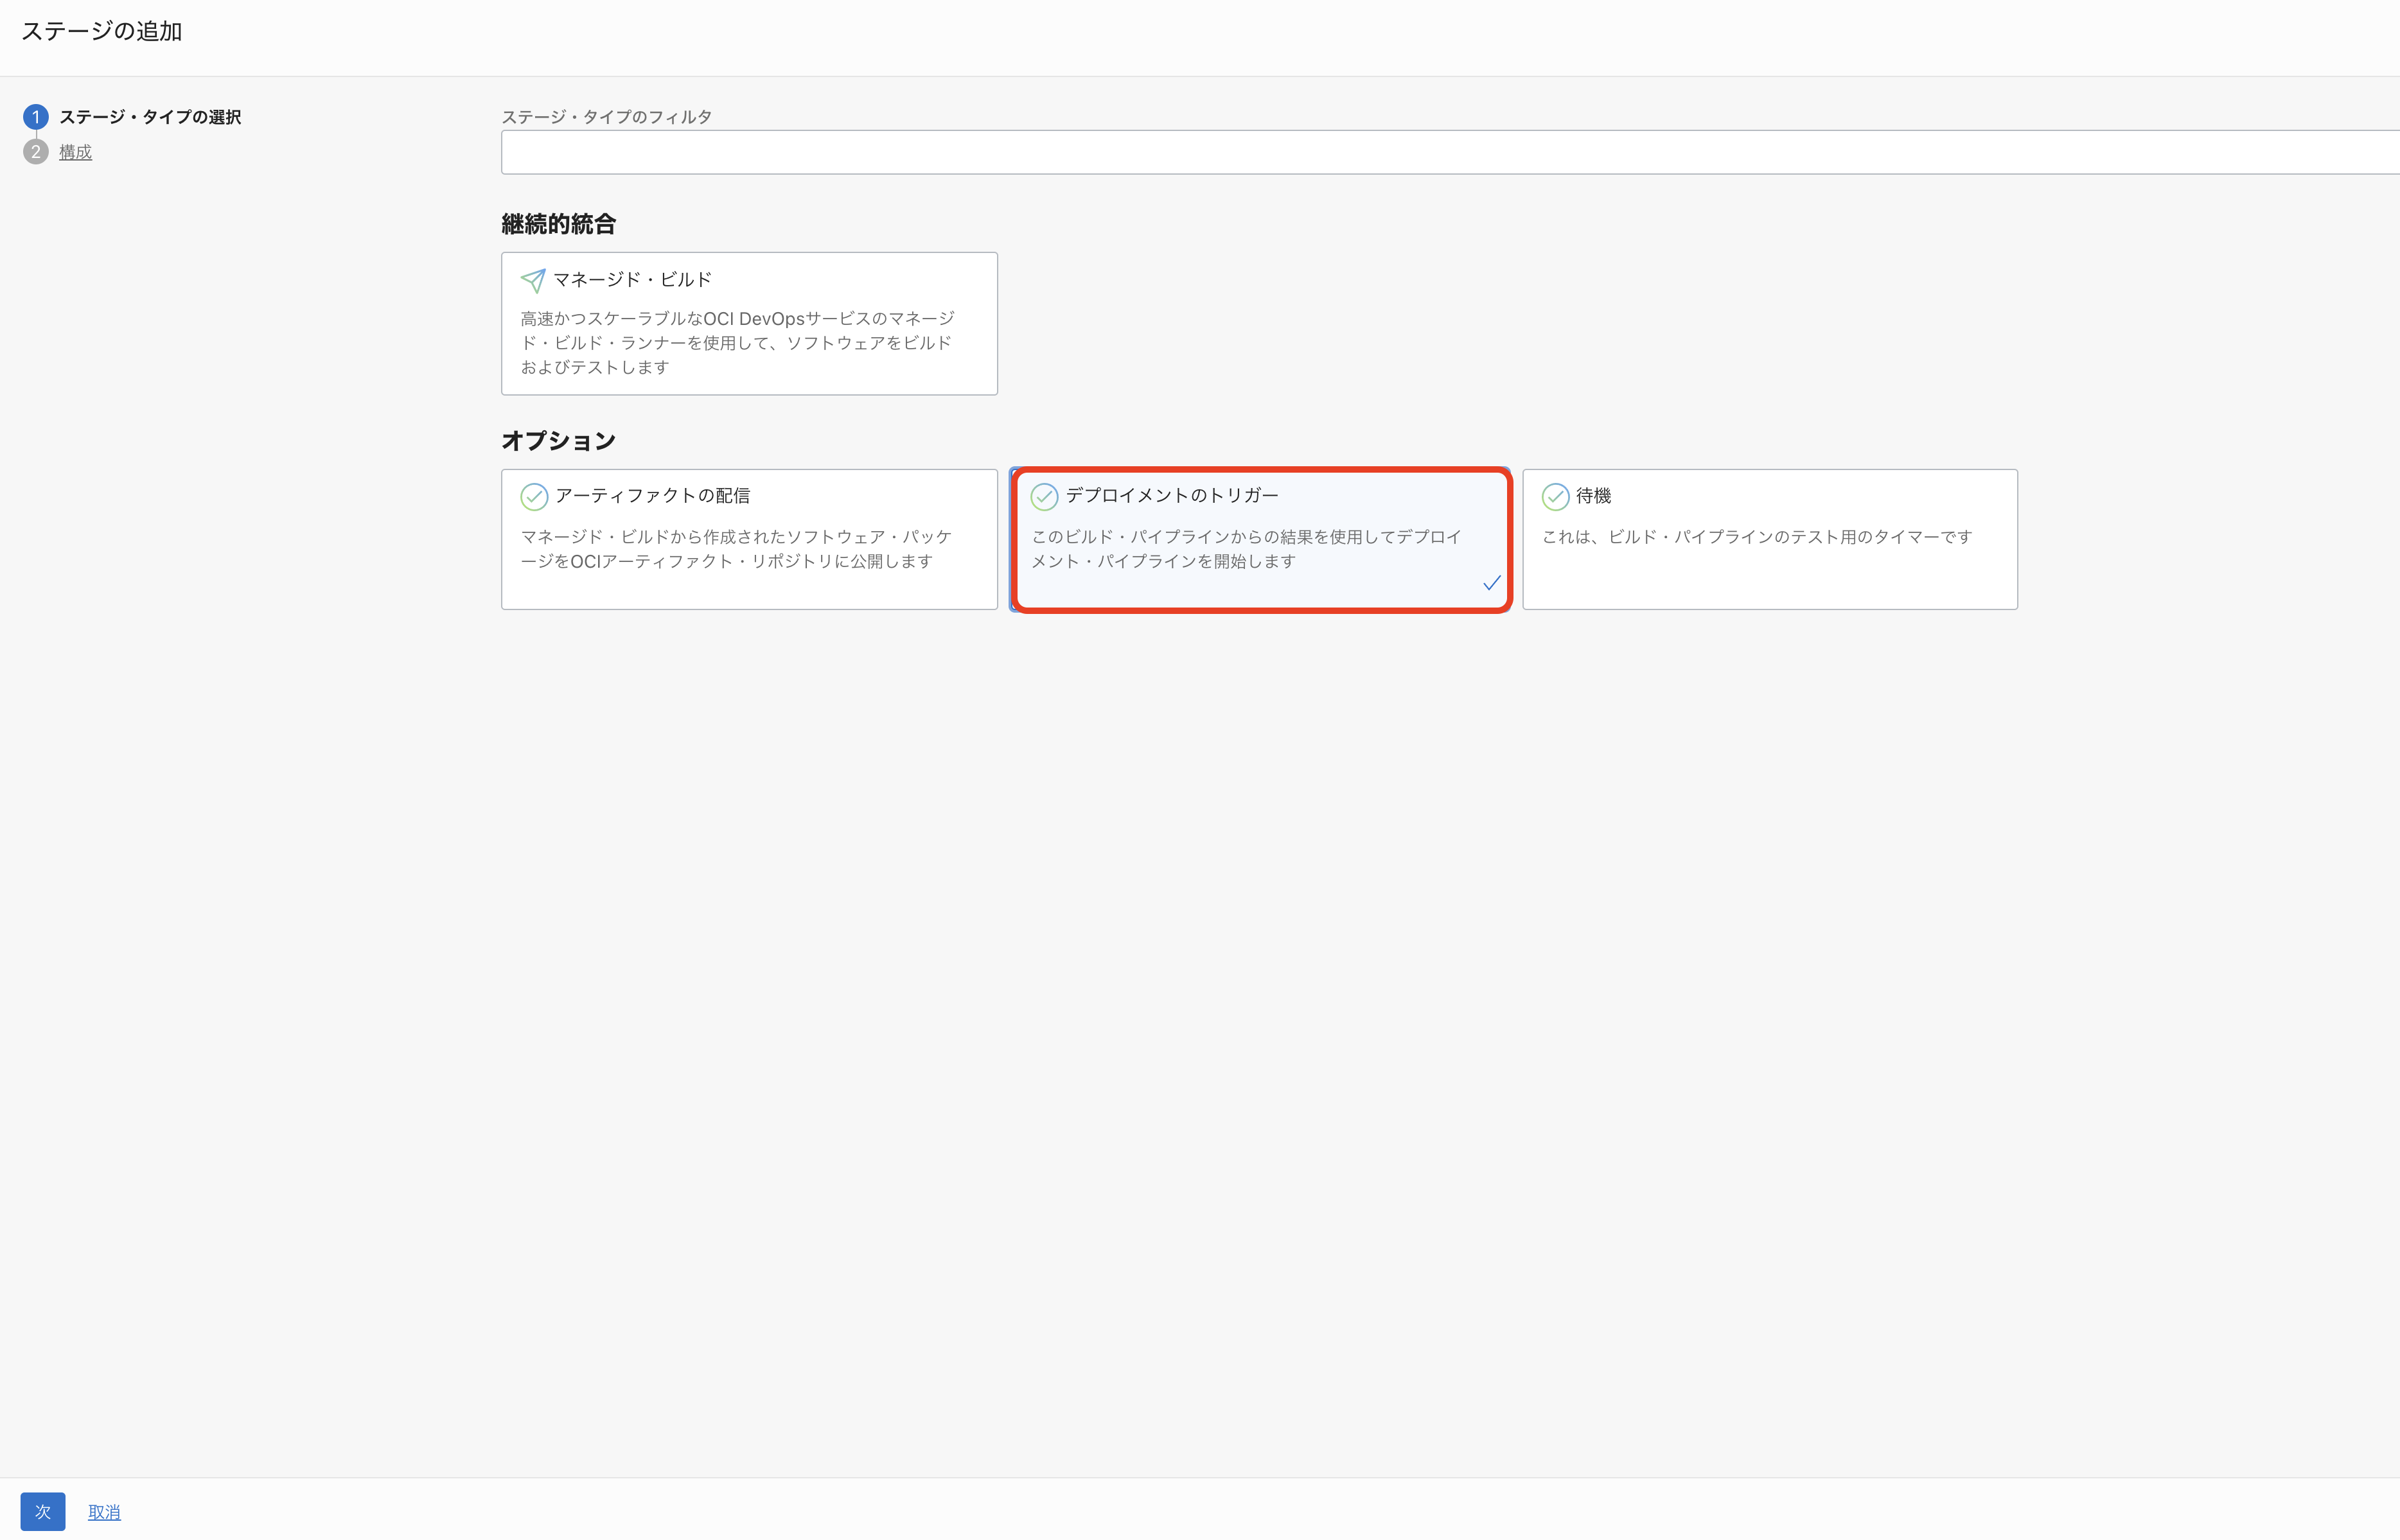 ステージの追加
1 ステージ・タイプの選択
2 構成
ステージ・タイプのフィルタ
継続的統合
マネージド・ビルド
高速かつスケーラブルなOCI DevOpsサービスのマネージ
ド・ビルド・ランナーを使用して、ソフトウェアをビルド
およびテストします
オプション
アーティファクトの配信
マネージド・ビルドから作成されたソフトウェア・パッケ
ージをOCIアーティファクト・リポジトリに公開します
デプロイメントのトリガー
このビルド・パイプラインからの結果を使用してデプロイ
メント・パイプラインを開始します
待機
これは、ビルド・パイプラインのテスト用のタイマーです
次 取消